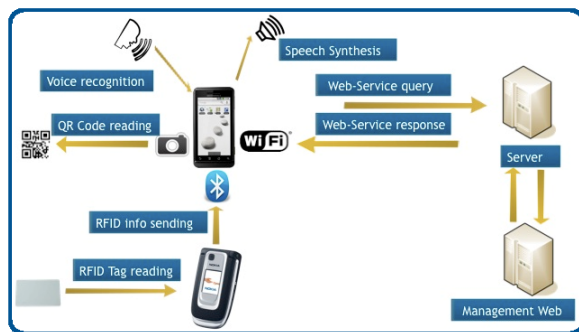 Speech Synthesis
Voice recognition
Web-Service query
QR Code reading
WiFi
Web-Service response
Server
RFID info sending
RFID Tag reading
NOKIA
Management Web